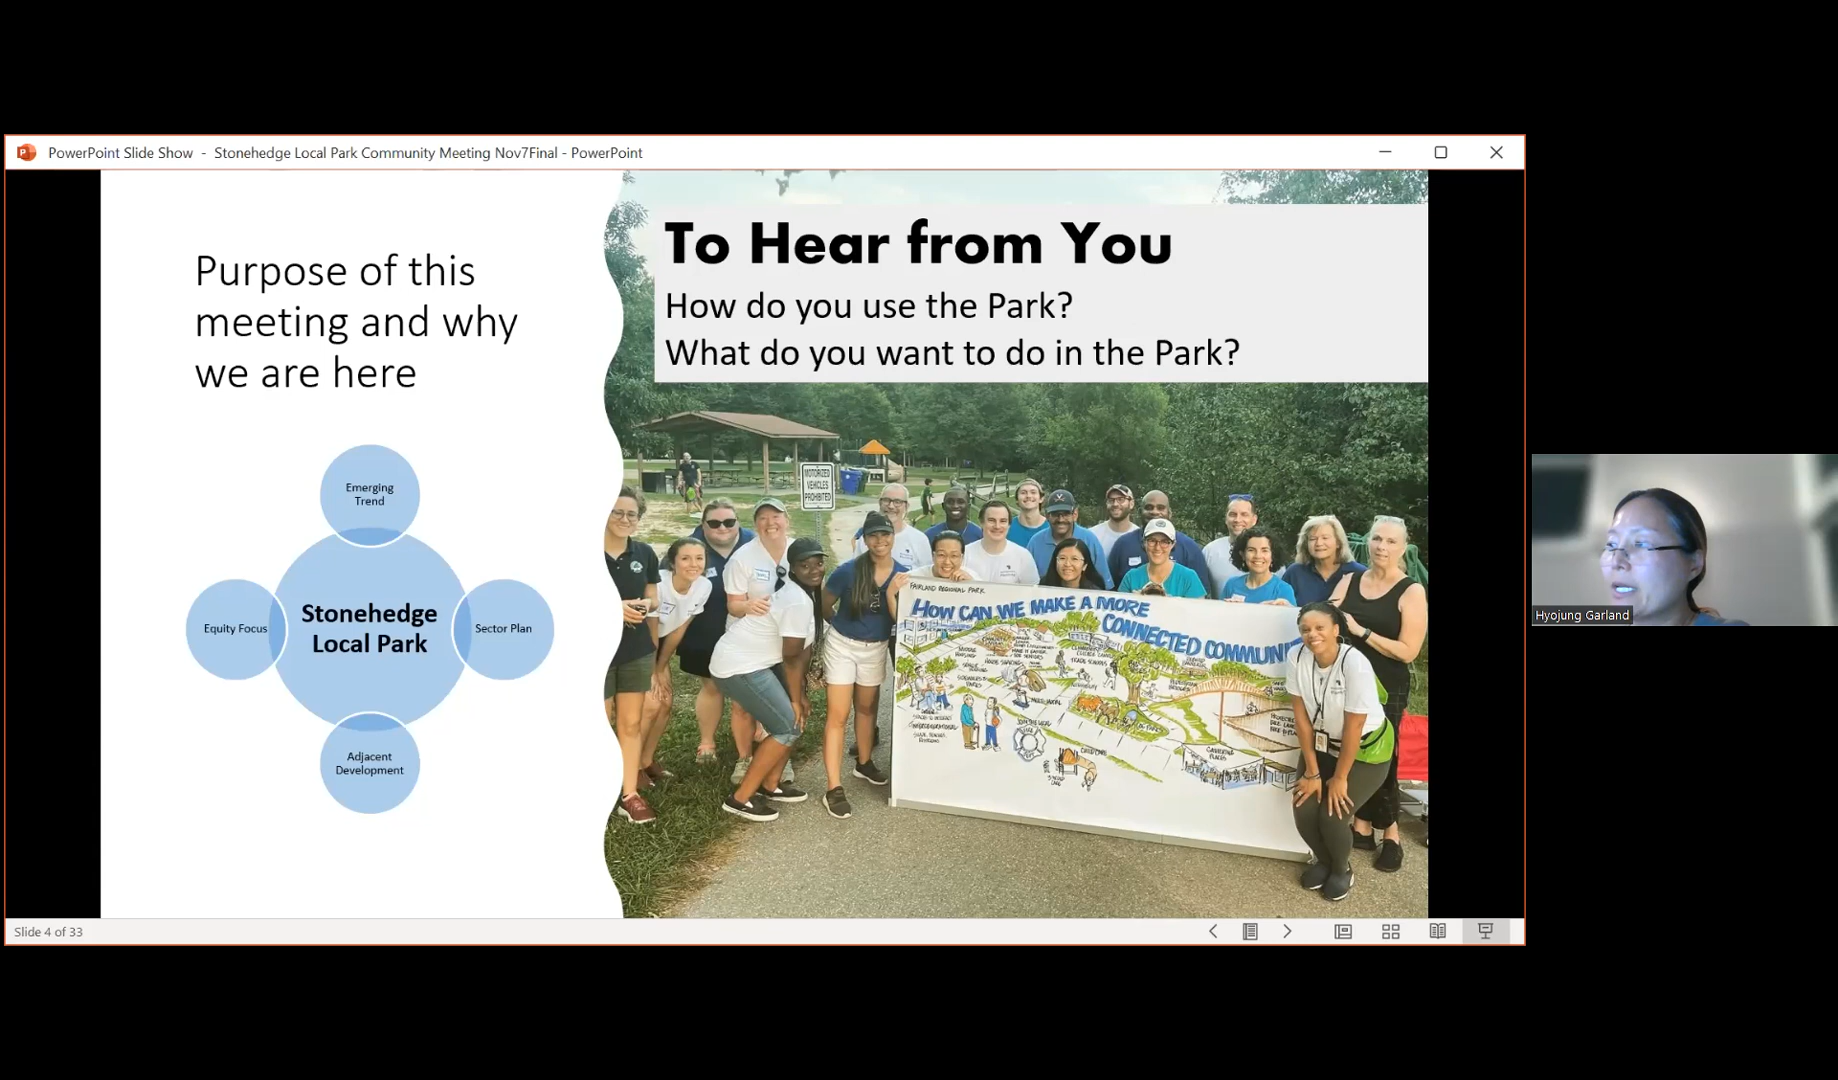 PowerPoint Slide Show - Stonehedge Local Park Community Meeting Nov7Final - PowerPoint
Purpose of this
meeting and why
we are here
Emerging
Trend
Equity Focus
Stonehedge
Local Park
Sector Plan
Adjacent
Development
To Hear from You
How do you use the Park?
What do you want to do in the Park?
MOTORIZED
VEHICLES
PROHIBITED
FAIRLAND REGIONAL PARK
HOW CAN WE MAKE A MORE
CONNECTED
Hyojung Garland
Slide 4 of 33